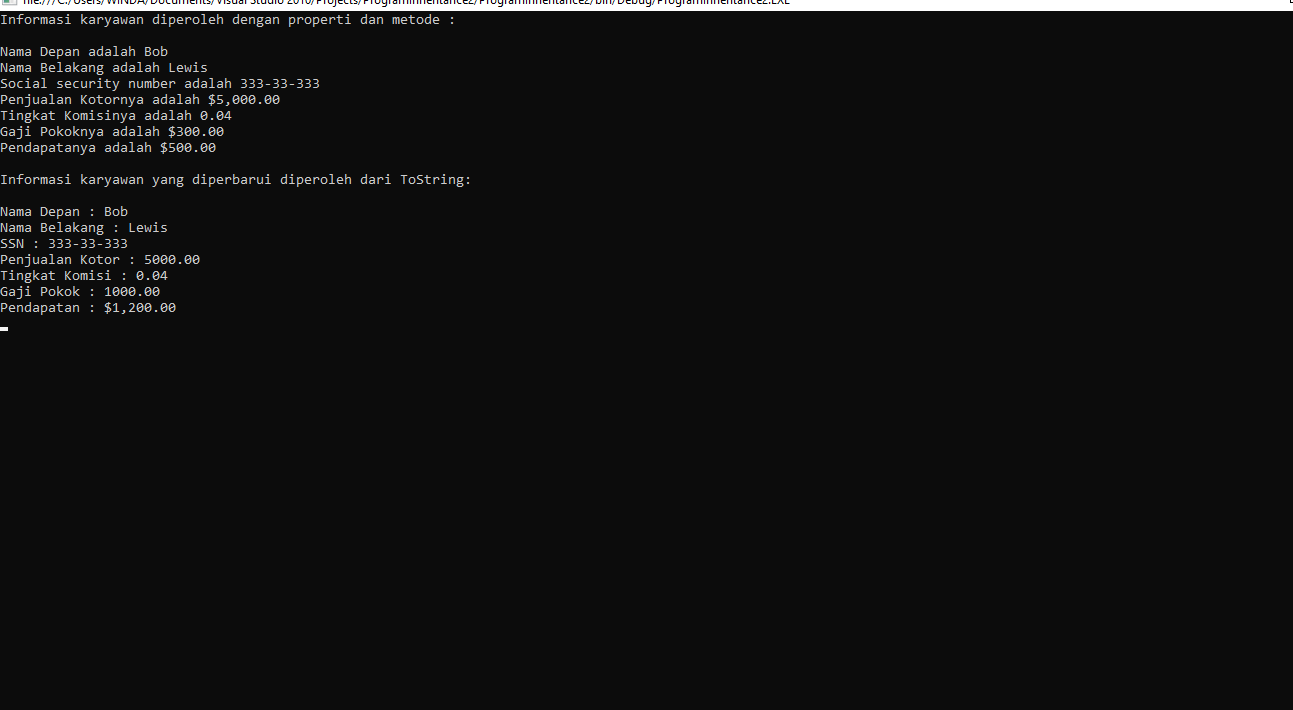 file:///C:/Users/WINDA/Documents/Visual Studio 2010/Projects/ProgramInheritance2/ProgramInheritance2/bin/Debug/ProgramInheritance2.EXE
Informasi karyawan diperoleh dengan properti dan metode :
Nama Depan adalah Bob
Nama Belakang adalah Lewis
Social security number adalah 333-33-333
Penjualan Kotornya adalah $5,000.00
Tingkat Komisinya adalah 0.04
Gaji Pokoknya adalah $300.00
Pendapatanya adalah $500.00
Informasi karyawan yang diperbarui diperoleh dari ToString:
Nama Depan : Bob
Nama Belakang : Lewis
SSN : 333-33-333
Penjualan Kotor : 5000.00
Tingkat Komisi : 0.04
Gaji Pokok : 1000.00
Pendapatan : $1,200.00